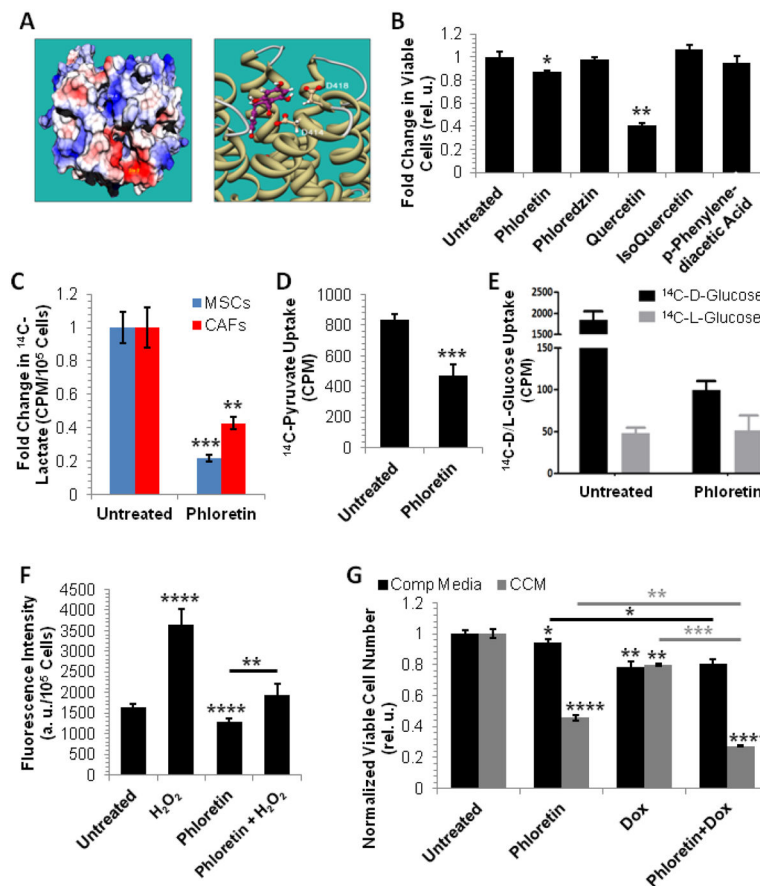 A
D418
D414
B
Fold Change in Viable
Cells (rel. u.)
1.2
1
0.8
0.6
0.4
0.2
0
*
**
Untreated
Phloretin
Phloredzin
Quercetin
IsoQuercetin
p-Phenylene-
diacetic Acid
C
Fold Change in ¹⁴C-
Lactate (CPM/10⁵ Cells)
1.2
1
0.8
0.6
0.4
0.2
0
MSCs
CAFs
***
**
Untreated
Phloretin
D
¹⁴C-Pyruvate Uptake
(CPM)
1000
800
600
400
200
0
***
Untreated
Phloretin
E
¹⁴C-D/L-Glucose Uptake
(CPM)
2500
2000
1500
100
50
0
¹⁴C-D-Glucose
¹⁴C-L-Glucose
Untreated
Phloretin
F
Fluorescence Intensity
(a. u./10⁵ Cells)
4500
4000
3500
3000
2500
2000
1500
1000
500
0
****
****
**
Untreated
H₂O₂
Phloretin
Phloretin + H₂O₂
G
Comp Media
CCM
Normalized Viable Cell Number
(rel. u.)
1.2
1
0.8
0.6
0.4
0.2
0
**
*
***
*
****
**
**
****
Untreated
Phloretin
Dox
Phloretin+Dox